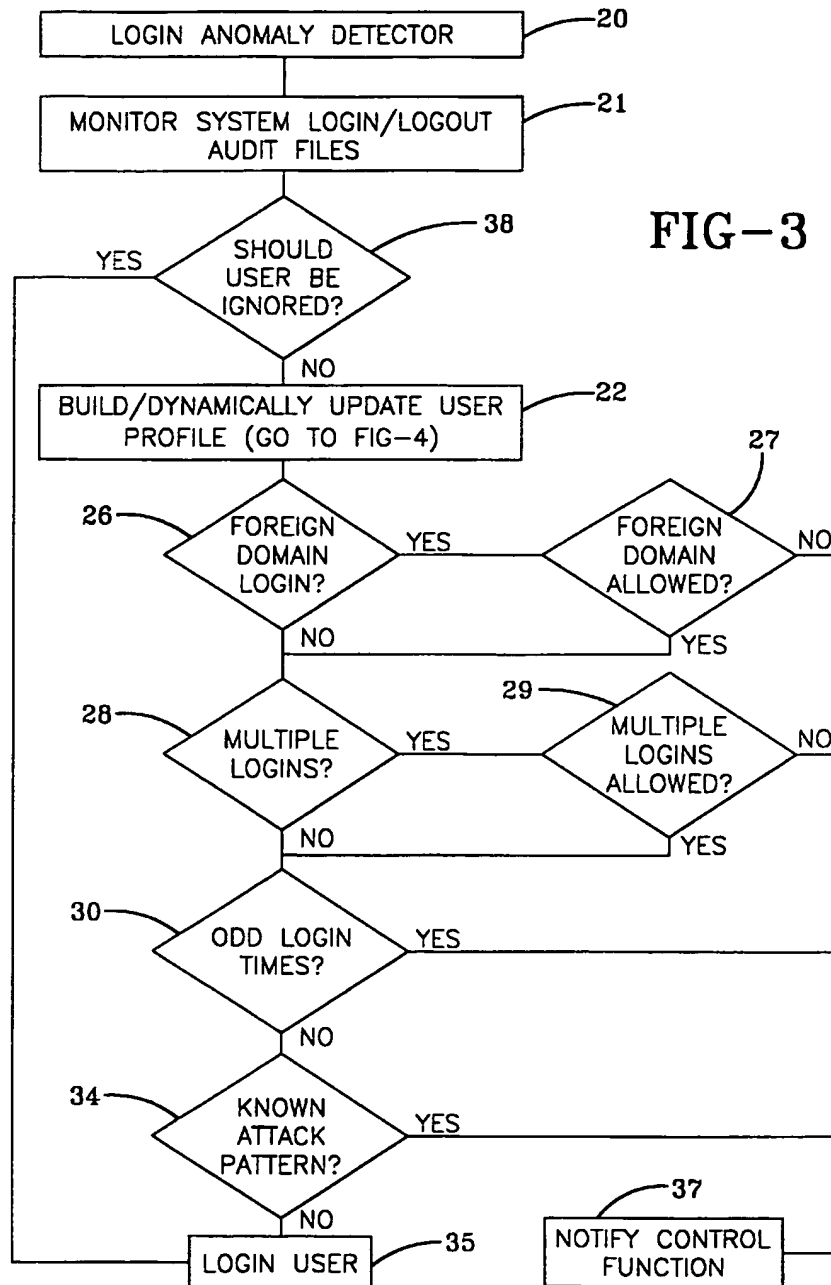 LOGIN ANOMALY DETECTOR
20
MONITOR SYSTEM LOGIN/LOGOUT
AUDIT FILES
21
FIG-3
SHOULD
USER BE
IGNORED?
38
YES
NO
BUILD/DYNAMICALLY UPDATE USER
PROFILE (GO TO FIG-4)
22
26
FOREIGN
DOMAIN
LOGIN?
YES
NO
27
FOREIGN
DOMAIN
ALLOWED?
NO
YES
28
MULTIPLE
LOGINS?
YES
NO
29
MULTIPLE
LOGINS
ALLOWED?
NO
YES
30
ODD LOGIN
TIMES?
YES
NO
34
KNOWN
ATTACK
PATTERN?
YES
NO
LOGIN USER
35
37
NOTIFY CONTROL
FUNCTION